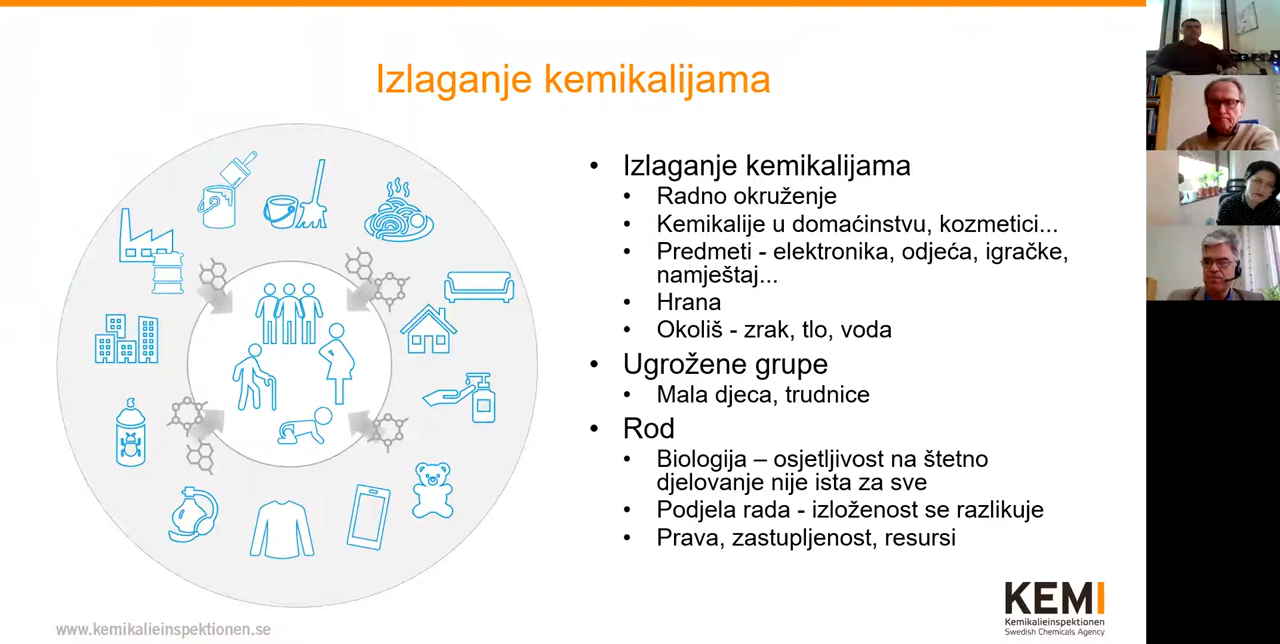 Izlaganje kemikalijama
• Izlaganje kemikalijama
• Radno okruženje
• Kemikalije u domaćinstvu, kozmetici...
• Predmeti - elektronika, odjeća, igračke,
namještaj...
• Hrana
• Okoliš - zrak, tlo, voda
• Ugrožene grupe
• Mala djeca, trudnice
• Rod
• Biologija – osjetljivost na štetno
djelovanje nije ista za sve
• Podjela rada - izloženost se razlikuje
• Prava, zastupljenost, resursi
www.kemikalieinspektionen.se
KEMI
Kemikalieinspektionen
Swedish Chemicals Agency